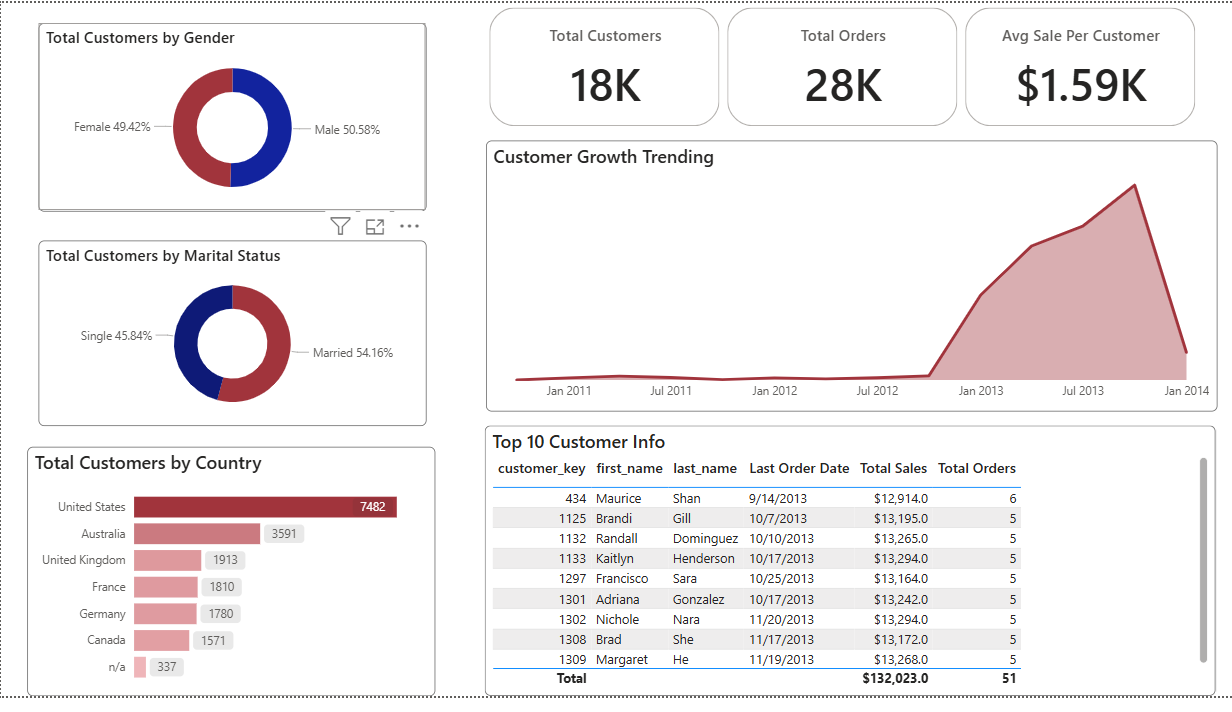 Total Customers by Gender
Female 49.42%
Male 50.58%
Total Customers by Marital Status
Single 45.84%
Married 54.16%
Total Customers by Country
United States 7482
Australia 3591
United Kingdom 1913
France 1810
Germany 1780
Canada 1571
n/a 337
Total Customers
18K
Total Orders
28K
Avg Sale Per Customer
$1.59K
Customer Growth Trending
Jan 2011 Jul 2011 Jan 2012 Jul 2012 Jan 2013 Jul 2013 Jan 2014
Top 10 Customer Info
customer_key first_name last_name Last Order Date Total Sales Total Orders
434 Maurice Shan 9/14/2013 $12,914.0 6
1125 Brandi Gill 10/7/2013 $13,195.0 5
1132 Randall Dominguez 10/10/2013 $13,265.0 5
1133 Kaitlyn Henderson 10/17/2013 $13,294.0 5
1297 Francisco Sara 10/25/2013 $13,164.0 5
1301 Adriana Gonzalez 10/17/2013 $13,242.0 5
1302 Nichole Nara 11/20/2013 $13,294.0 5
1308 Brad She 11/17/2013 $13,172.0 5
1309 Margaret He 11/19/2013 $13,268.0 5
Total $132,023.0 51